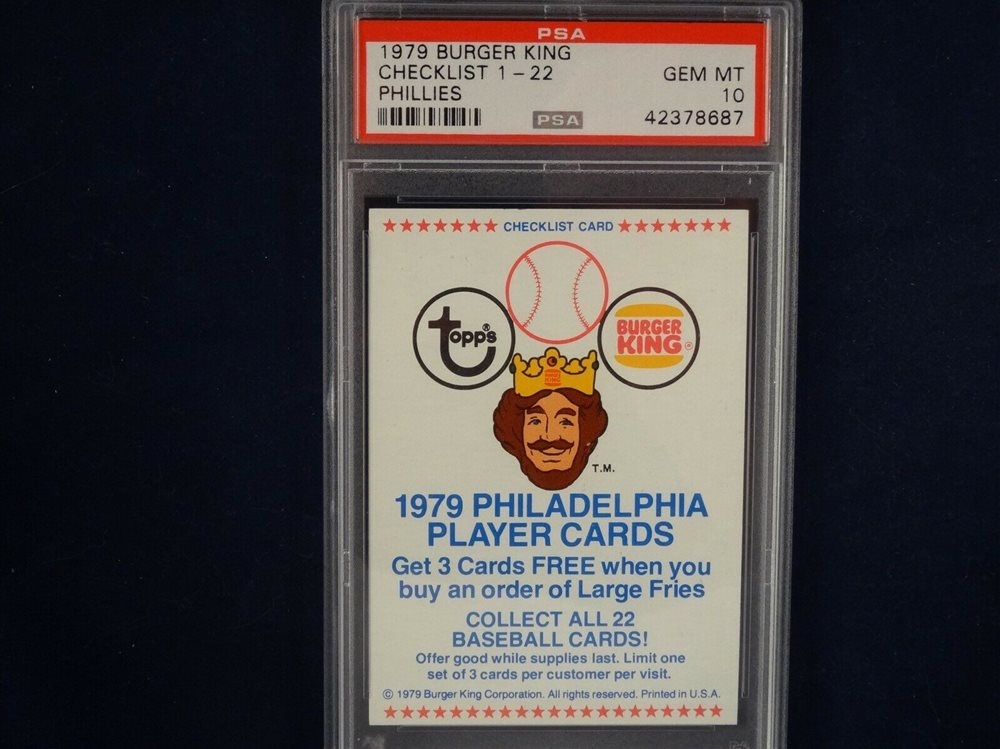 PSA
1979 BURGER KING
CHECKLIST 1 - 22 GEM MT
PHILLIES 10
PSA 42378687
★★★★★★★ CHECKLIST CARD ★★★★★★★
Topps®
BURGER KING®
BURGER KING
T.M.
1979 PHILADELPHIA
PLAYER CARDS
Get 3 Cards FREE when you
buy an order of Large Fries
COLLECT ALL 22
BASEBALL CARDS!
Offer good while supplies last. Limit one
set of 3 cards per customer per visit.
© 1979 Burger King Corporation. All rights reserved. Printed in U.S.A.